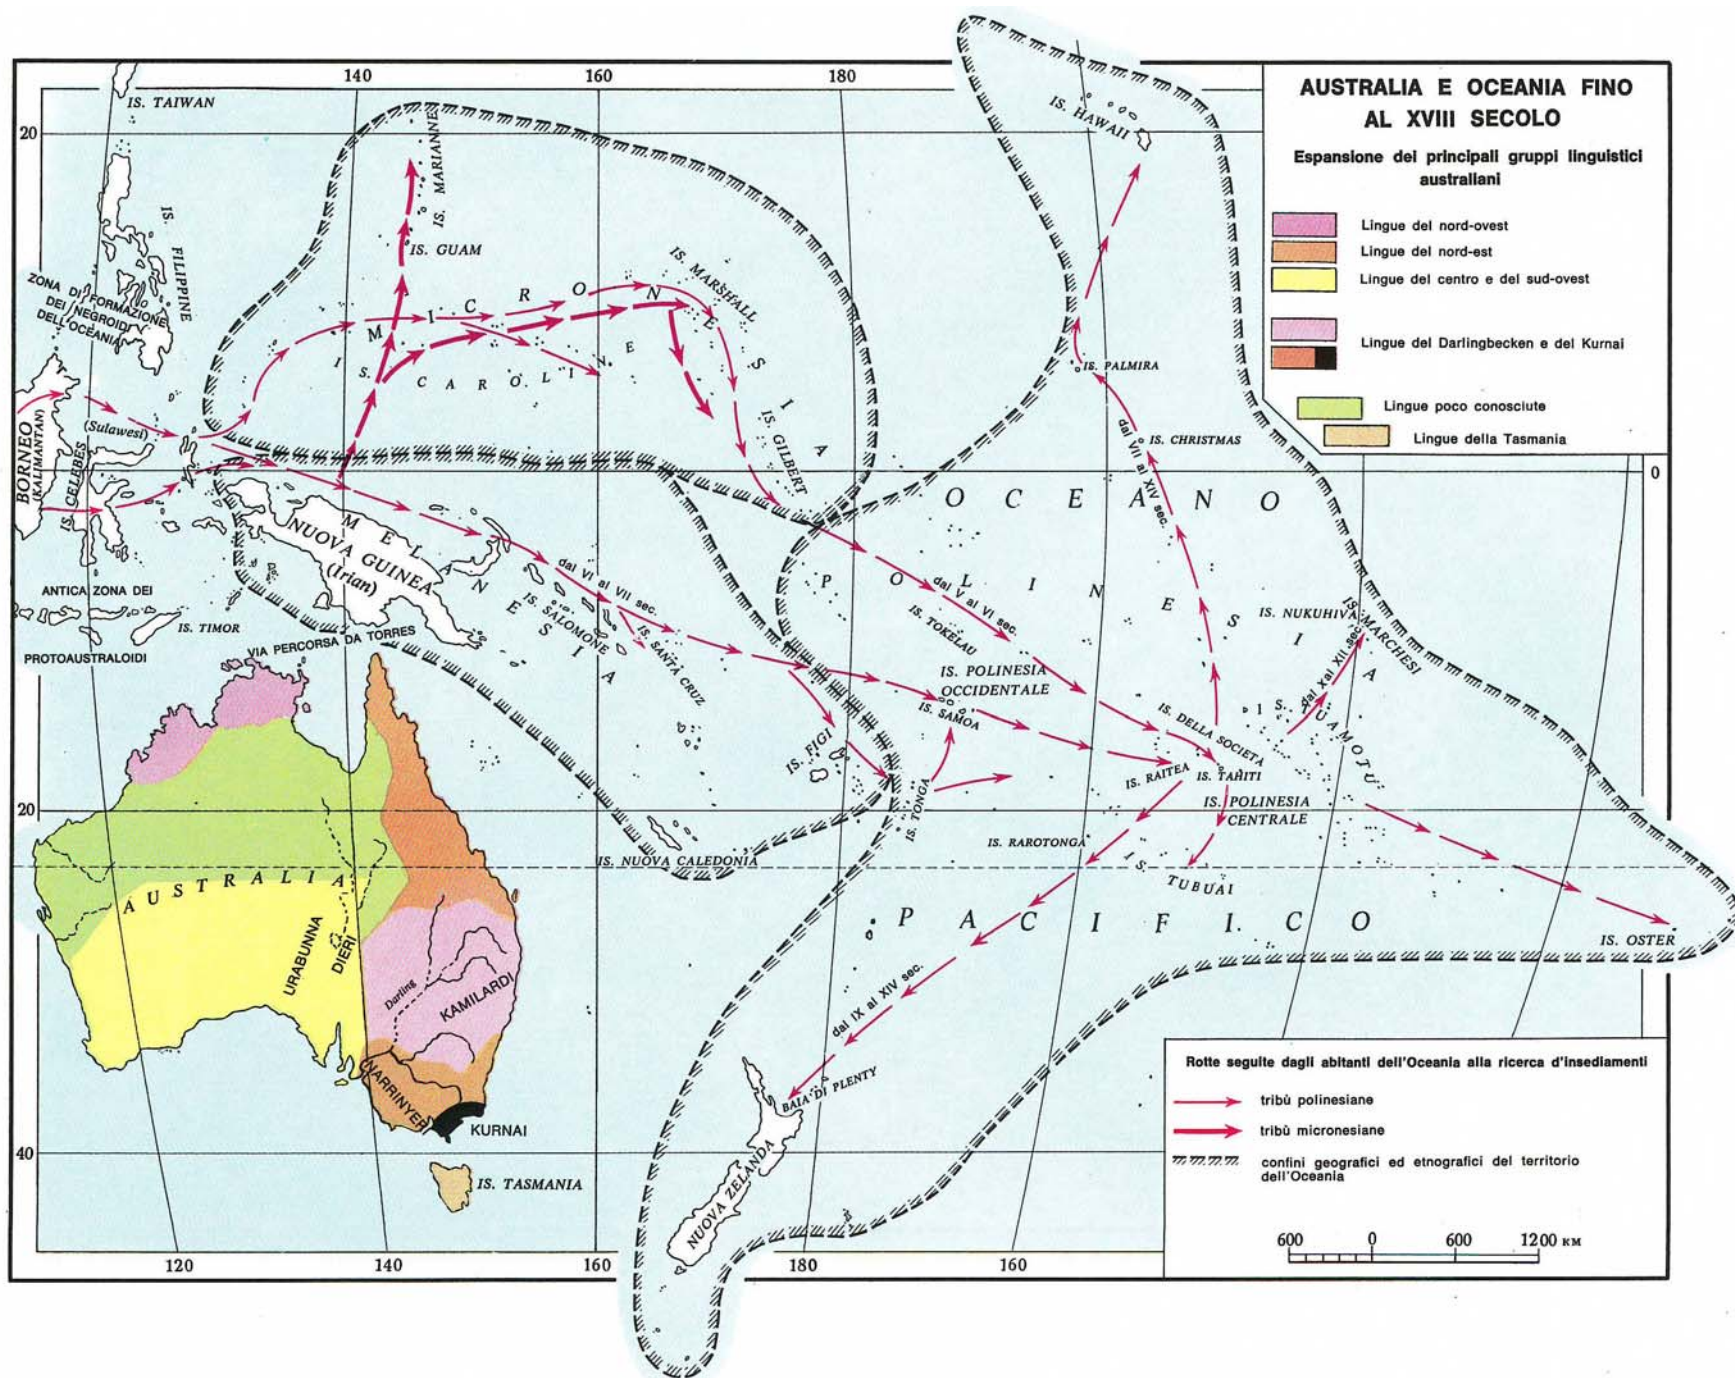 AUSTRALIA E OCEANIA FINO
AL XVIII SECOLO
Espansione dei principali gruppi linguistici
australiani
Lingue del nord-ovest
Lingue del nord-est
Lingue del centro e del sud-ovest
Lingue del Darlingbecken e del Kurnai
Lingue poco conosciute
Lingue della Tasmania
140
160
180
20
IS. TAIWAN
IS. MARIANNE
IS. HAWAII
IS. FILIPPINE
IS. GUAM
ZONA DI FORMAZIONE
DEI NEGROIDI
DELL'OCEANIA
MICRONESIA
IS. MARSHALL
IS. CAROLINE
IS. PALMIRA
IS. GILBERT
dal VII al XIV sec.
IS. CHRISTMAS
BORNEO
(KALIMANTAN)
IS. CELEBES
(Sulawesi)
0
OCEANO
MELANESIA
NUOVA GUINEA
(Irian)
dal VI al VII sec.
POLINESIA
dal V al VI sec.
IS. TOKELAU
IS. NUKUHIVA
IS. MARCHESI
dal X al XII sec.
ANTICA ZONA DEI
PROTOAUSTRALOIDI
IS. TIMOR
VIA PERCORSA DA TORRES
IS. SALOMONE
IS. SANTA CRUZ
IS. POLINESIA
OCCIDENTALE
IS. SAMOA
IS. DELLA SOCIETÀ
IS. TUAMOTU
IS. FIGI
IS. TONGA
IS. RAITEA
IS. TAHITI
IS. POLINESIA
CENTRALE
20
IS. RAROTONGA
IS. NUOVA CALEDONIA
IS. TUBUAI
AUSTRALIA
PACIFICO
IS. OSTER
URABUNNA
DIERI
Darling
KAMILARDI
dal IX al XIV sec.
NARRINYER
KURNAI
BAIA DI PLENTY
NUOVA ZELANDA
40
IS. TASMANIA
Rotte seguite dagli abitanti dell'Oceania alla ricerca d'insediamenti
tribù polinesiane
tribù micronesiane
confini geografici ed etnografici del territorio
dell'Oceania
600 0 600 1200 KM
120
140
160
180
160